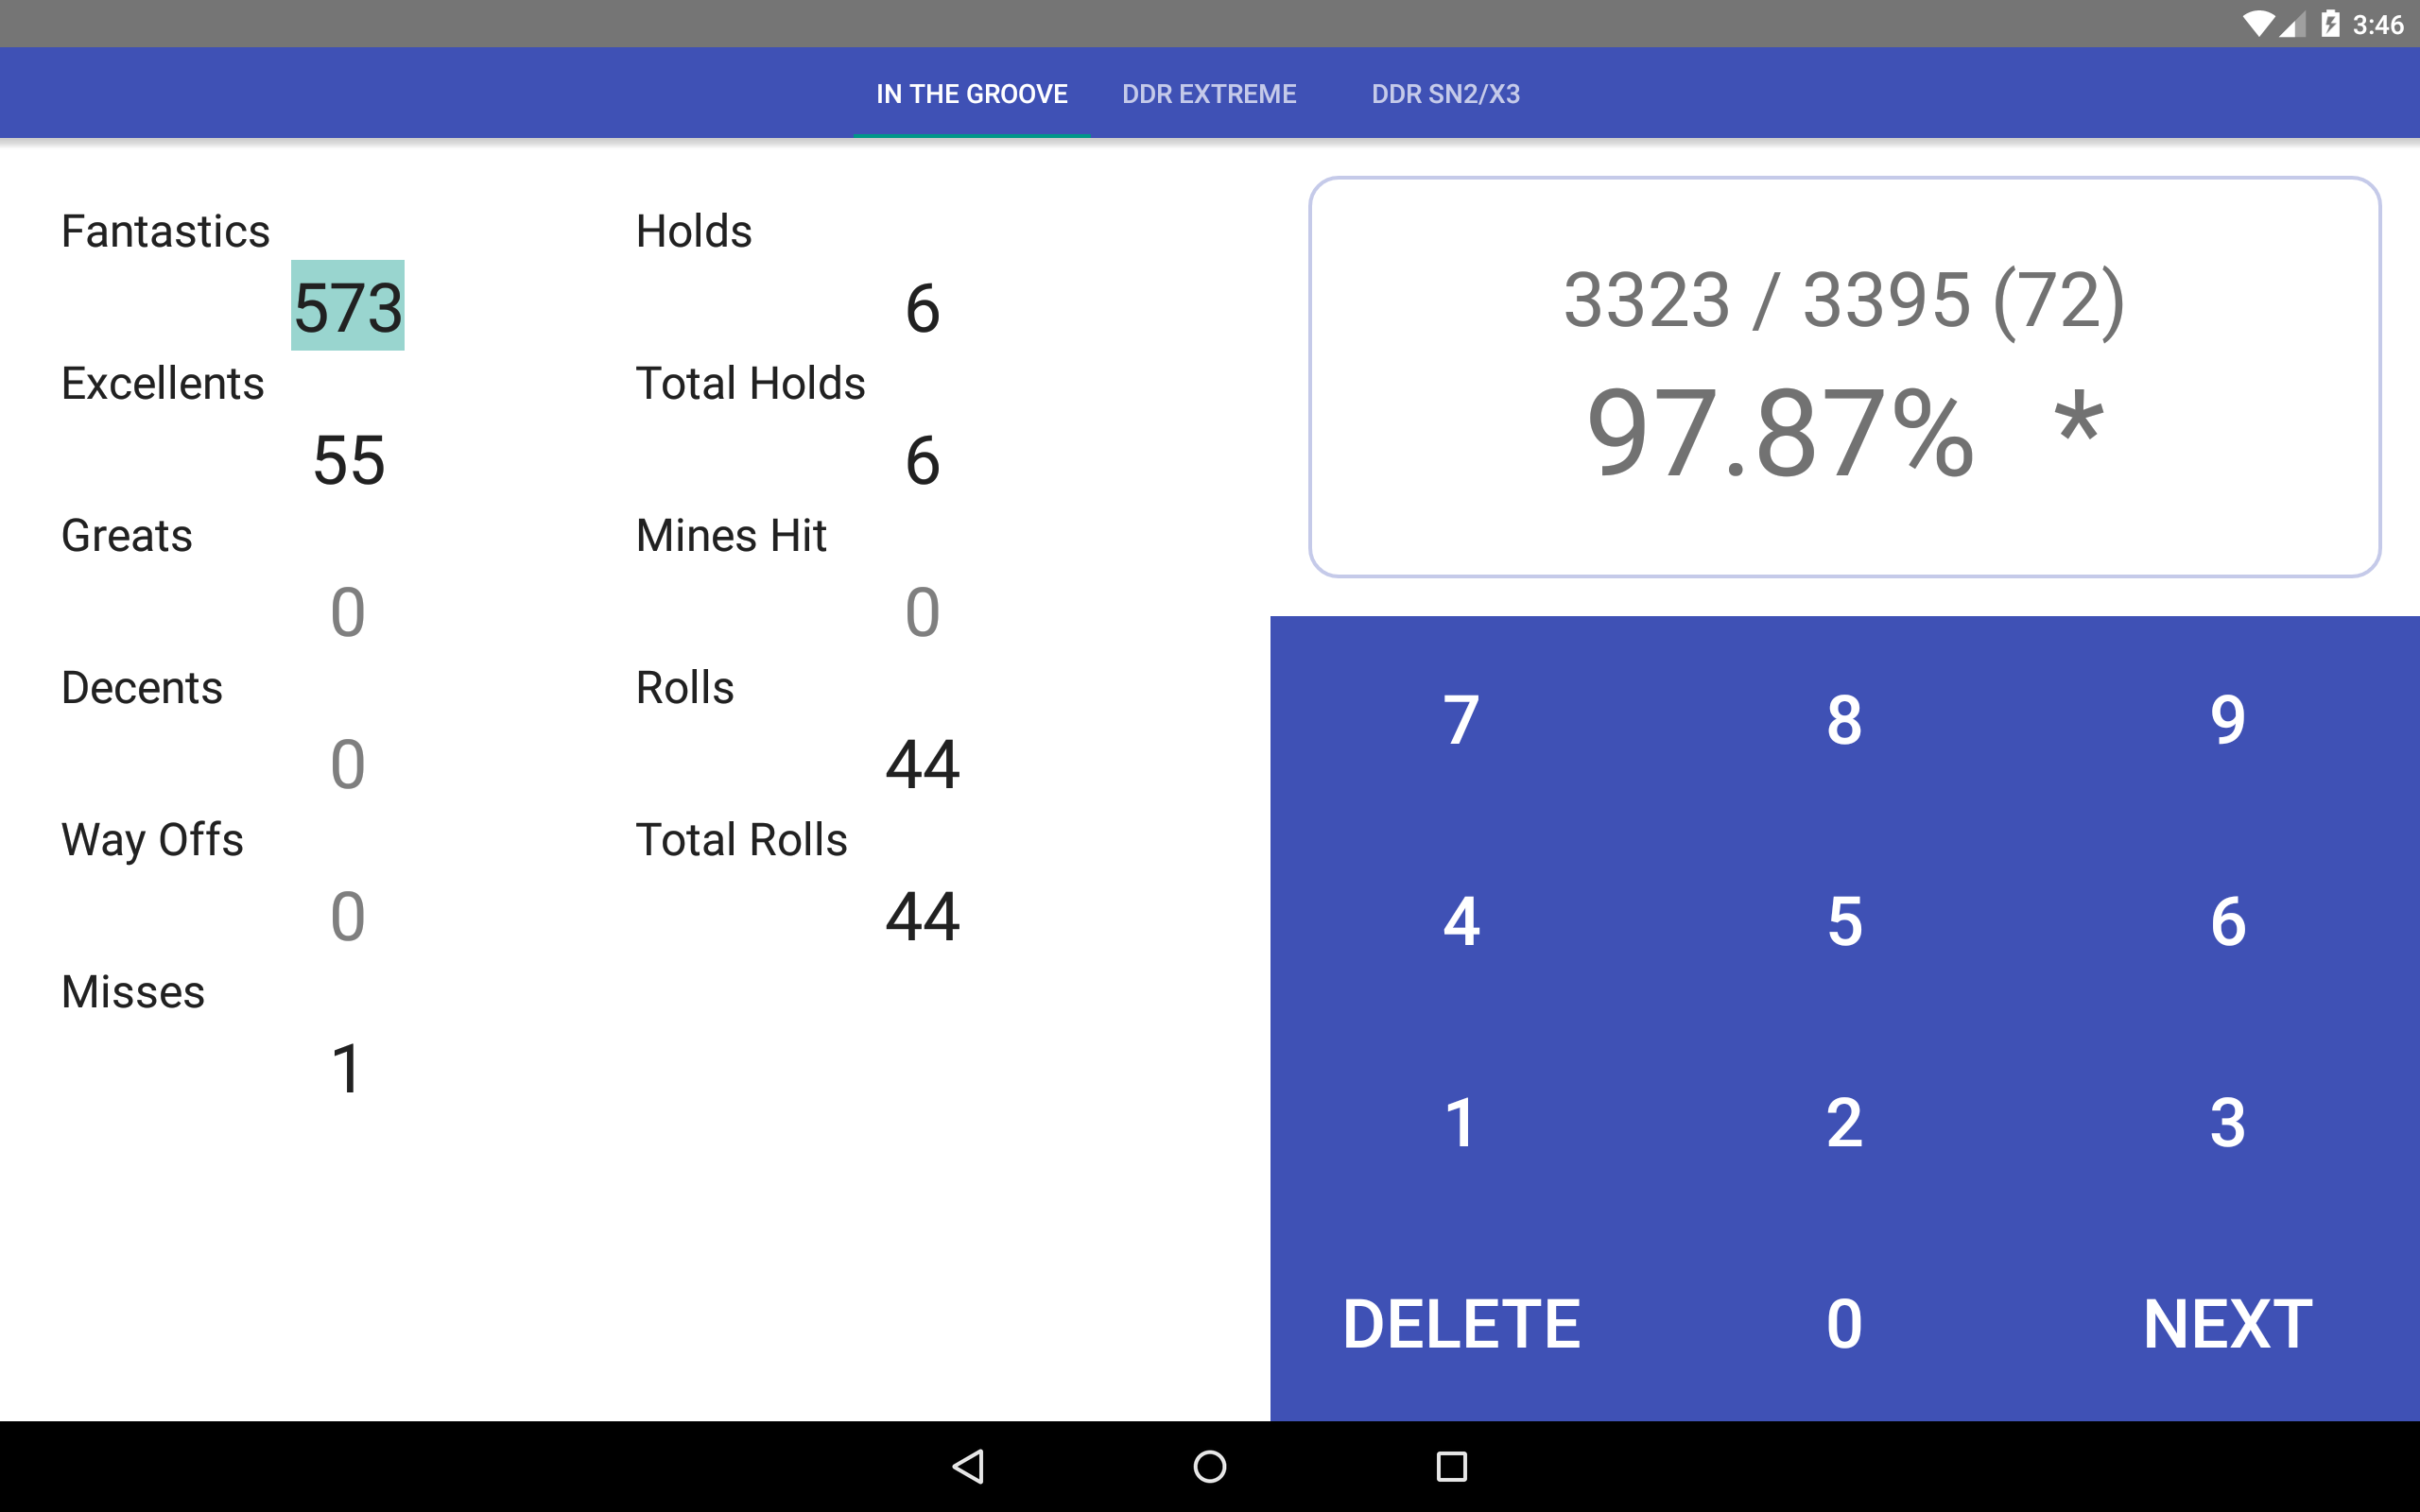 3:46
IN THE GROOVE DDR EXTREME DDR SN2/X3
Fantastics
573
Excellents
55
Greats
0
Decents
0
Way Offs
0
Misses
1
Holds
6
Total Holds
6
Mines Hit
0
Rolls
44
Total Rolls
44
3323 / 3395 (72)
97.87% *
7 8 9
4 5 6
1 2 3
DELETE 0 NEXT